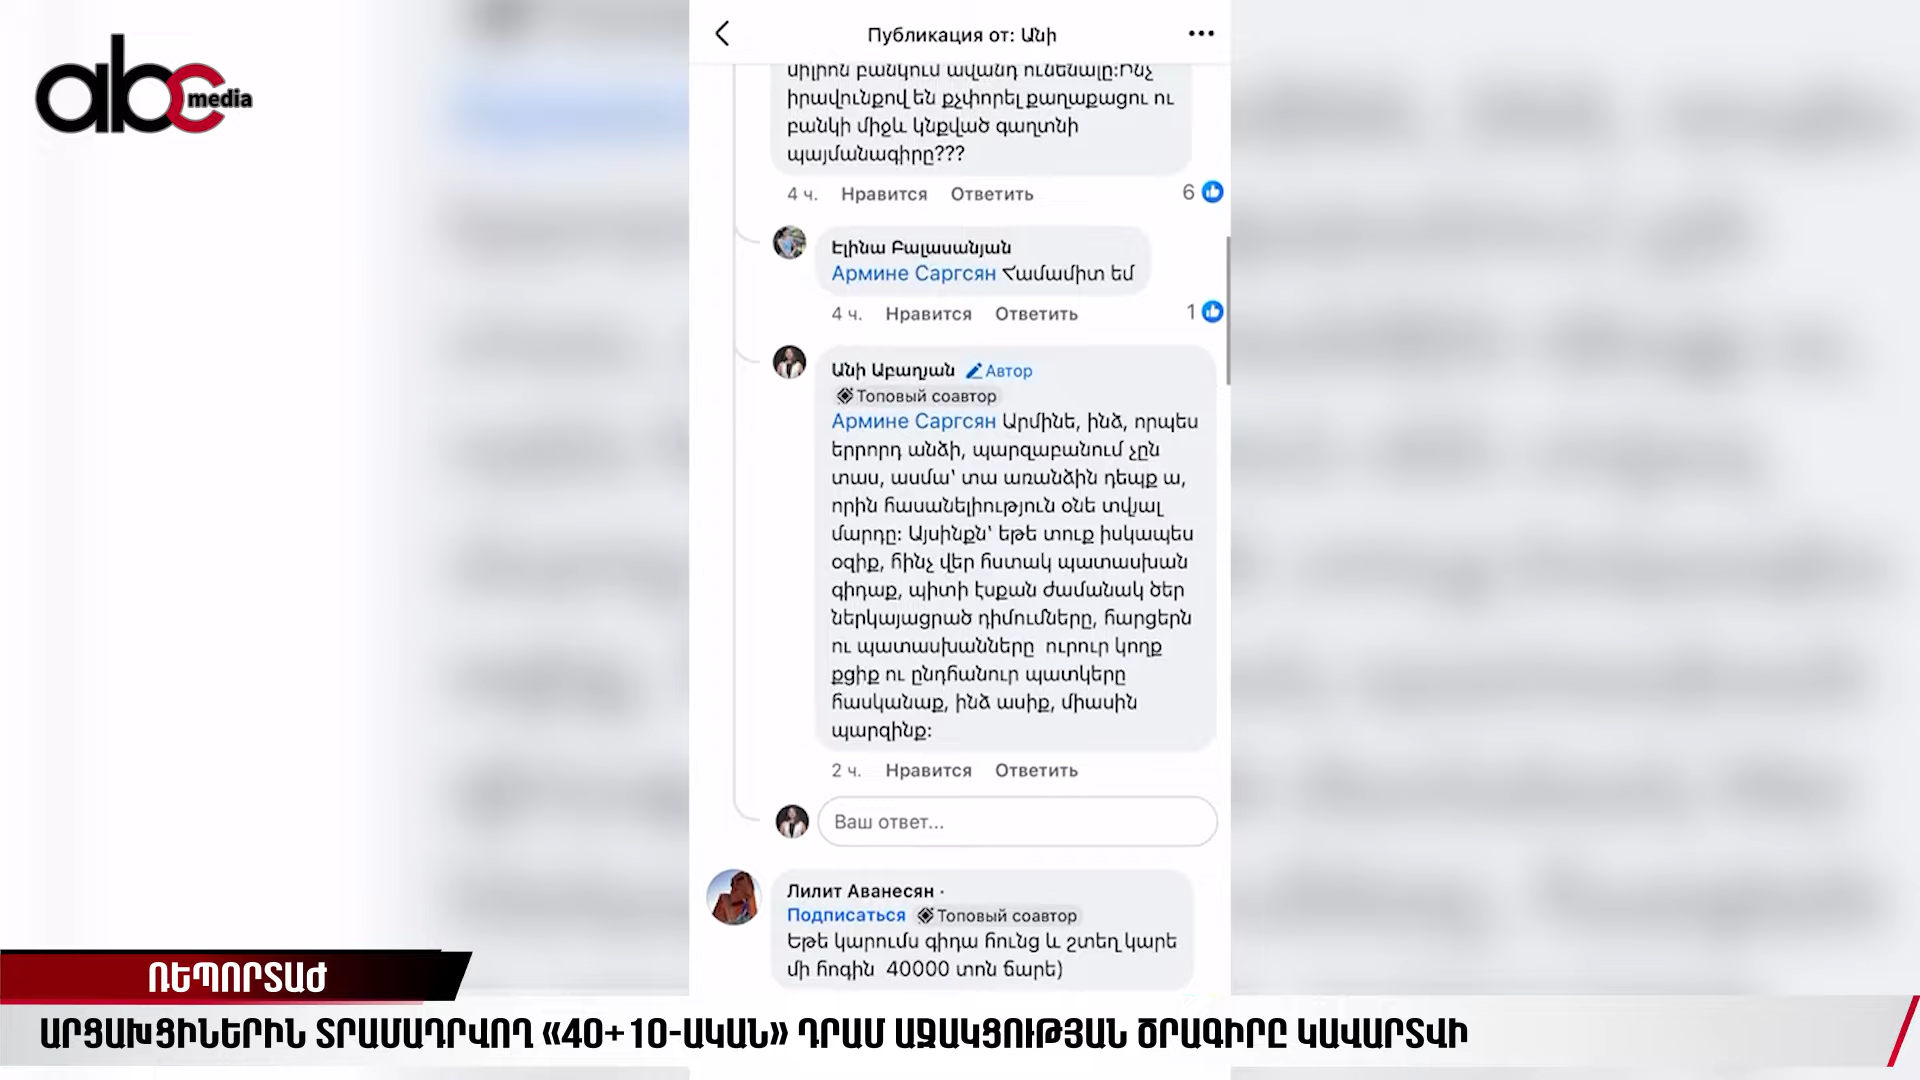 abc media
Публикация от: Անի
միլիոն բանկում ավանդ ունենալը:Ինչ
իրավունքով են քչփորել քաղաքացու ու
բանկի միջև կնքված գաղտնի
պայմանագիրը???
4 ч. Нравится Ответить 6
Ելինա Բալասանյան
Армине Саргсян Համամիտ եմ
4 ч. Нравится Ответить 1
Անի Աբաղյան Автор
Топовый соавтор
Армине Саргсян Արմինե, ինձ, որպես
երրորդ անձի, պարզաբանում չըն
տաս, ասմա՝ տա առանձին դեպք ա,
որին հասանելիություն օնե տվյալ
մարդը: Այսինքն՝ եթե տուք իսկապես
օզիք, հինչ վեր հստակ պատասխան
գիդաք, պիտի էսքան ժամանակ ծեր
ներկայացրած դիմումները, հարցերն
ու պատասխանները ուրուր կողք
քցիք ու ընդհանուր պատկերը
հասկանաք, ինձ ասիք, միասին
պարզինք:
2 ч. Нравится Ответить
Ваш ответ...
Лилит Аванесян ·
Подписаться Топовый соавтор
Եթե կարումս գիդա հունց և շտեղ կարե
մի հոգին 40000 տոն ճարե)
ՌԵՊՈՐՏԱԺ
ԱՐՑԱԽՑԻՆԵՐԻՆ ՏՐԱՄԱԴՐՎՈՂ «40+10-ԱԿԱՆ» ԴՐԱՄ ԱՋԱԿՑՈՒԹՅԱՆ ԾՐԱԳԻՐԸ ԿԱՎԱՐՏՎԻ